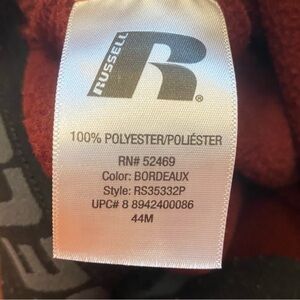 RUSSELL
R®
100% POLYESTER/POLIÉSTER
RN# 52469
Color: BORDEAUX
Style: RS35332P
UPC# 8 8942400086
44M